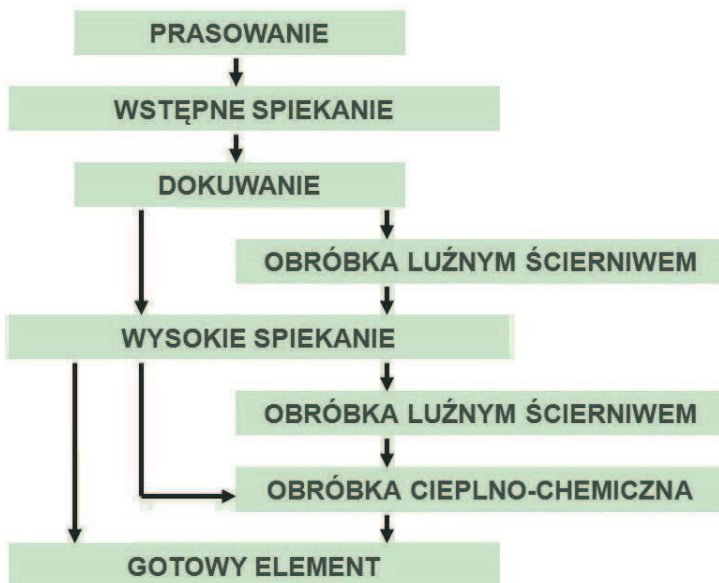 PRASOWANIE
WSTĘPNE SPIEKANIE
DOKUWANIE
OBRÓBKA LUŹNYM ŚCIERNIWEM
WYSOKIE SPIEKANIE
OBRÓBKA LUŹNYM ŚCIERNIWEM
OBRÓBKA CIEPLNO-CHEMICZNA
GOTOWY ELEMENT